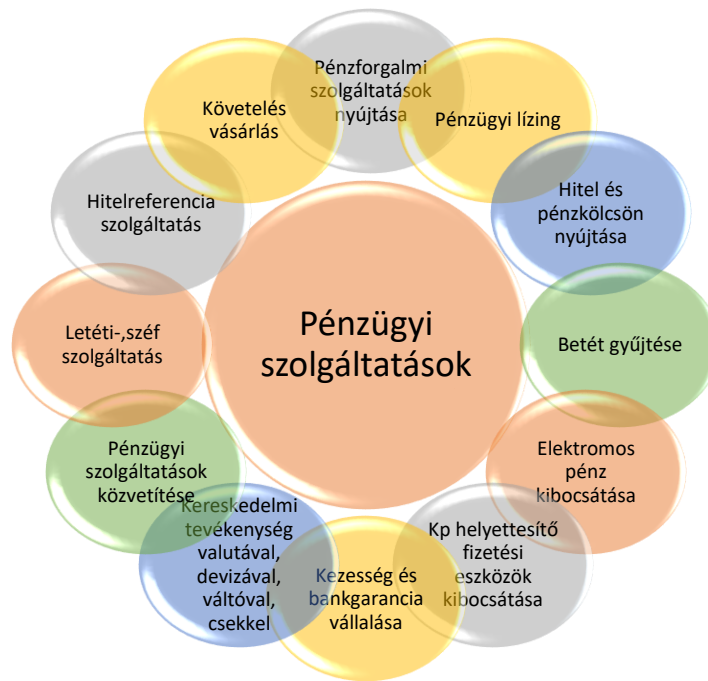 Pénzforgalmi
szolgáltatások
nyújtása
Pénzügyi lízing
Hitel és
pénzkölcsön
nyújtása
Betét gyűjtése
Elektromos
pénz
kibocsátása
Kp helyettesítő
fizetési
eszközök
kibocsátása
Kezesség és
bankgarancia
vállalása
Kereskedelmi
tevékenység
valutával,
devizával,
váltóval,
csekkel
Pénzügyi
szolgáltatások
közvetítése
Letéti-,széf
szolgáltatás
Hitelreferencia
szolgáltatás
Követelés
vásárlás
Pénzügyi
szolgáltatások